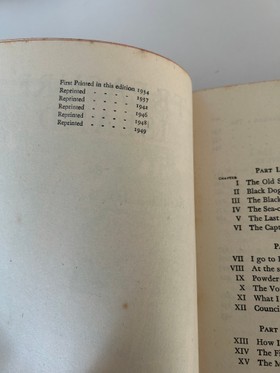 First Printed in this edition 1934
Reprinted - - - - 1937
Reprinted - - - - 1942
Reprinted - - - - 1946
Reprinted - - - - 1948
Reprinted - - - - 1949
PART I
CHAPTER
I The Old S
II Black Dog
III The Black
IV The Sea-c
V The Last
VI The Capt
VII I go to
VIII At the s
IX Powder
X The Vo
XI What I
XII Counci
PART
XIII How I
XIV The Fi
XV The M